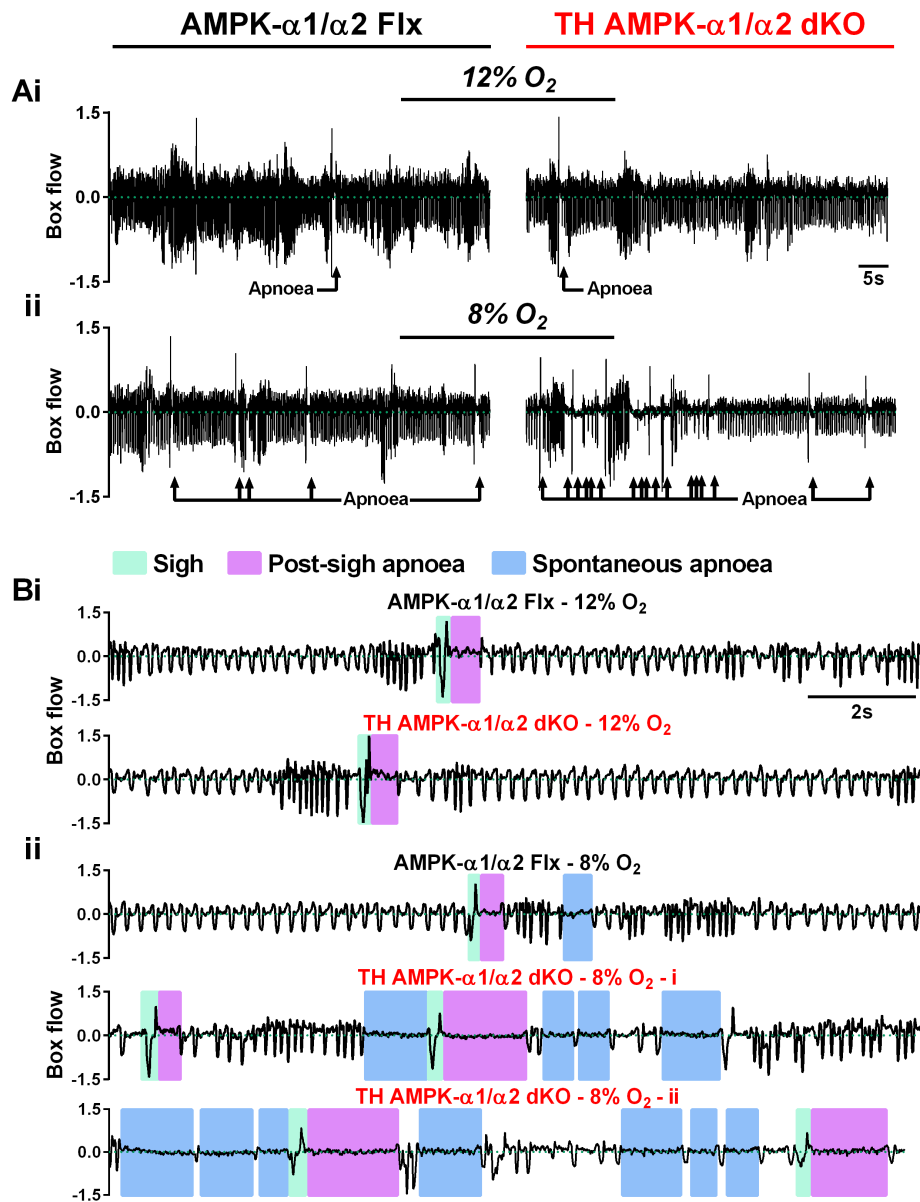 AMPK-α1/α2 Flx TH AMPK-α1/α2 dKO
12% O₂
Ai
1.5
0.0
-1.5
Box flow
Apnoea Apnoea
5s
ii
8% O₂
1.5
0.0
-1.5
Box flow
Apnoea Apnoea
Sigh Post-sigh apnoea Spontaneous apnoea
Bi
AMPK-α1/α2 Flx - 12% O₂
1.5
0.0
-1.5
2s
Box flow
TH AMPK-α1/α2 dKO - 12% O₂
1.5
0.0
-1.5
ii
AMPK-α1/α2 Flx - 8% O₂
1.5
0.0
-1.5
TH AMPK-α1/α2 dKO - 8% O₂ - i
1.5
0.0
-1.5
Box flow
TH AMPK-α1/α2 dKO - 8% O₂ - ii
1.5
0.0
-1.5